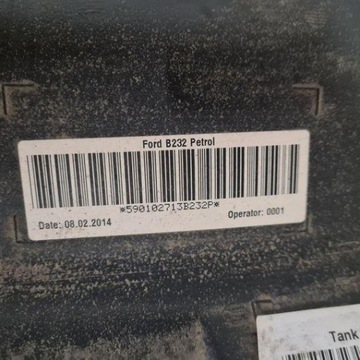 Ford B232 Petrol
*590102713B232P*
Date: 08.02.2014 Operator: 0001
Tank